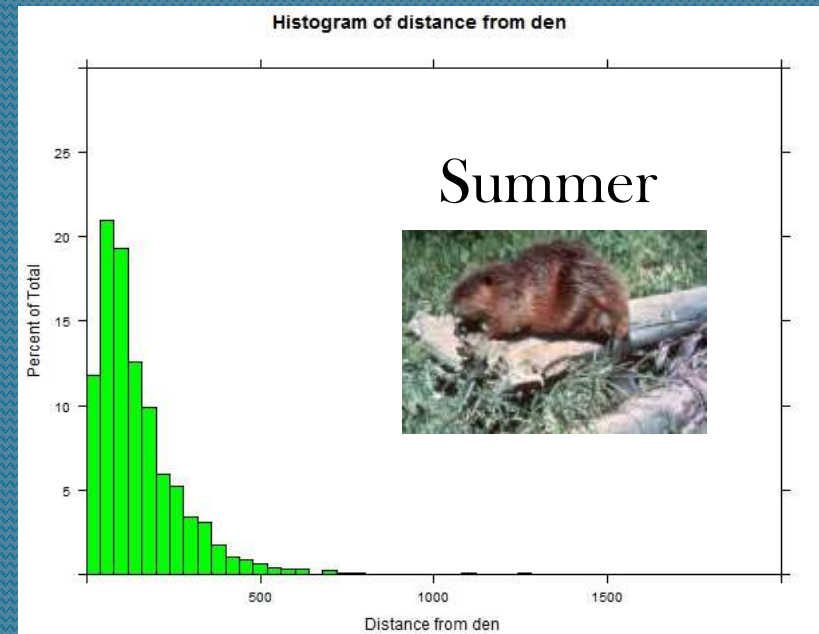 Histogram of distance from den
Summer
Percent of Total
25
20
15
10
5
500 1000 1500
Distance from den